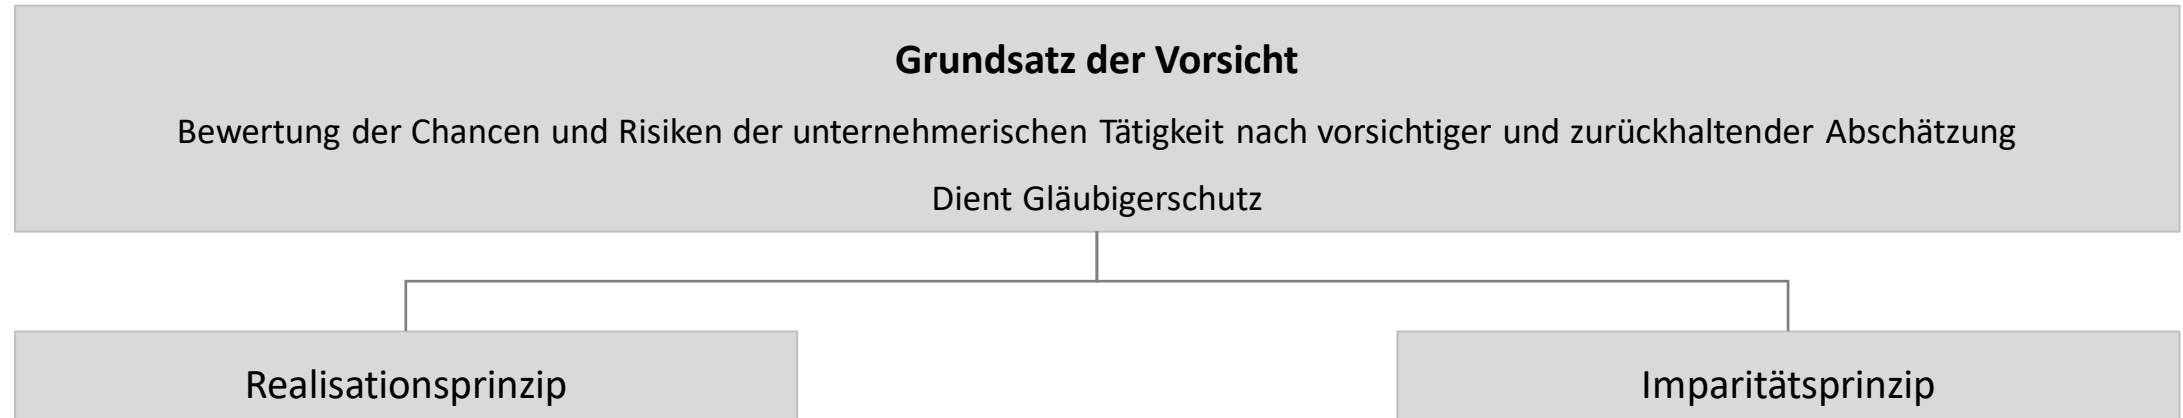 Grundsatz der Vorsicht
Bewertung der Chancen und Risiken der unternehmerischen Tätigkeit nach vorsichtiger und zurückhaltender Abschätzung
Dient Gläubigerschutz
Realisationsprinzip
Imparitätsprinzip